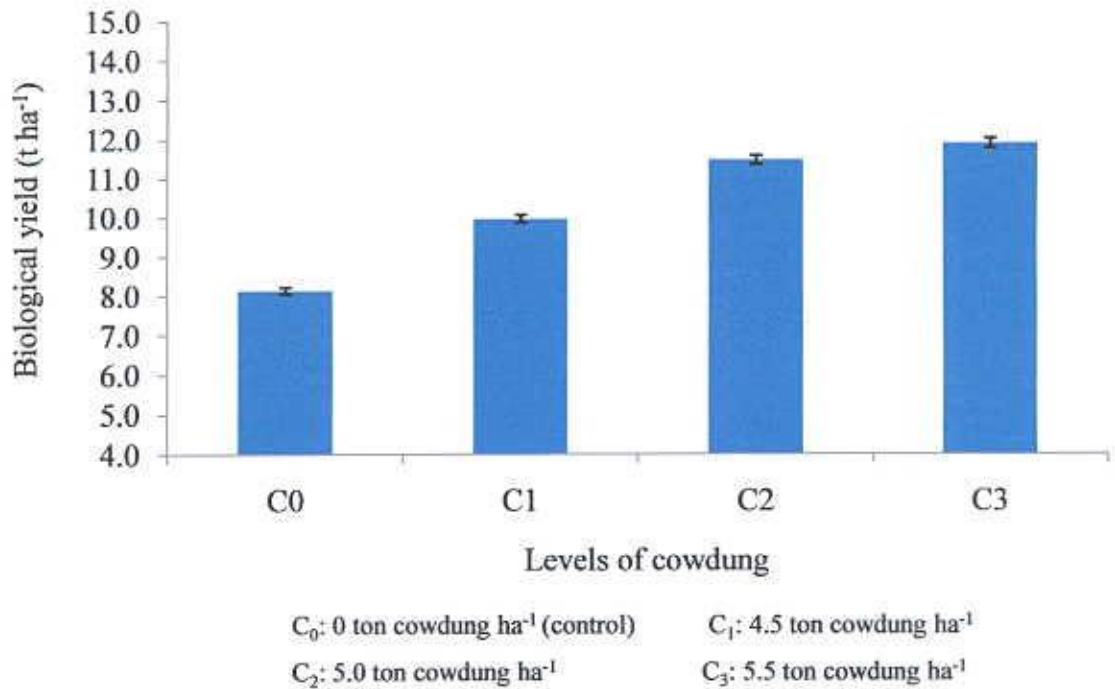 15.0
14.0
13.0
12.0
11.0
10.0
9.0
8.0
7.0
6.0
5.0
4.0
Biological yield (t ha⁻¹)
C0 C1 C2 C3
Levels of cowdung
C₀: 0 ton cowdung ha⁻¹ (control) C₁: 4.5 ton cowdung ha⁻¹
C₂: 5.0 ton cowdung ha⁻¹ C₃: 5.5 ton cowdung ha⁻¹